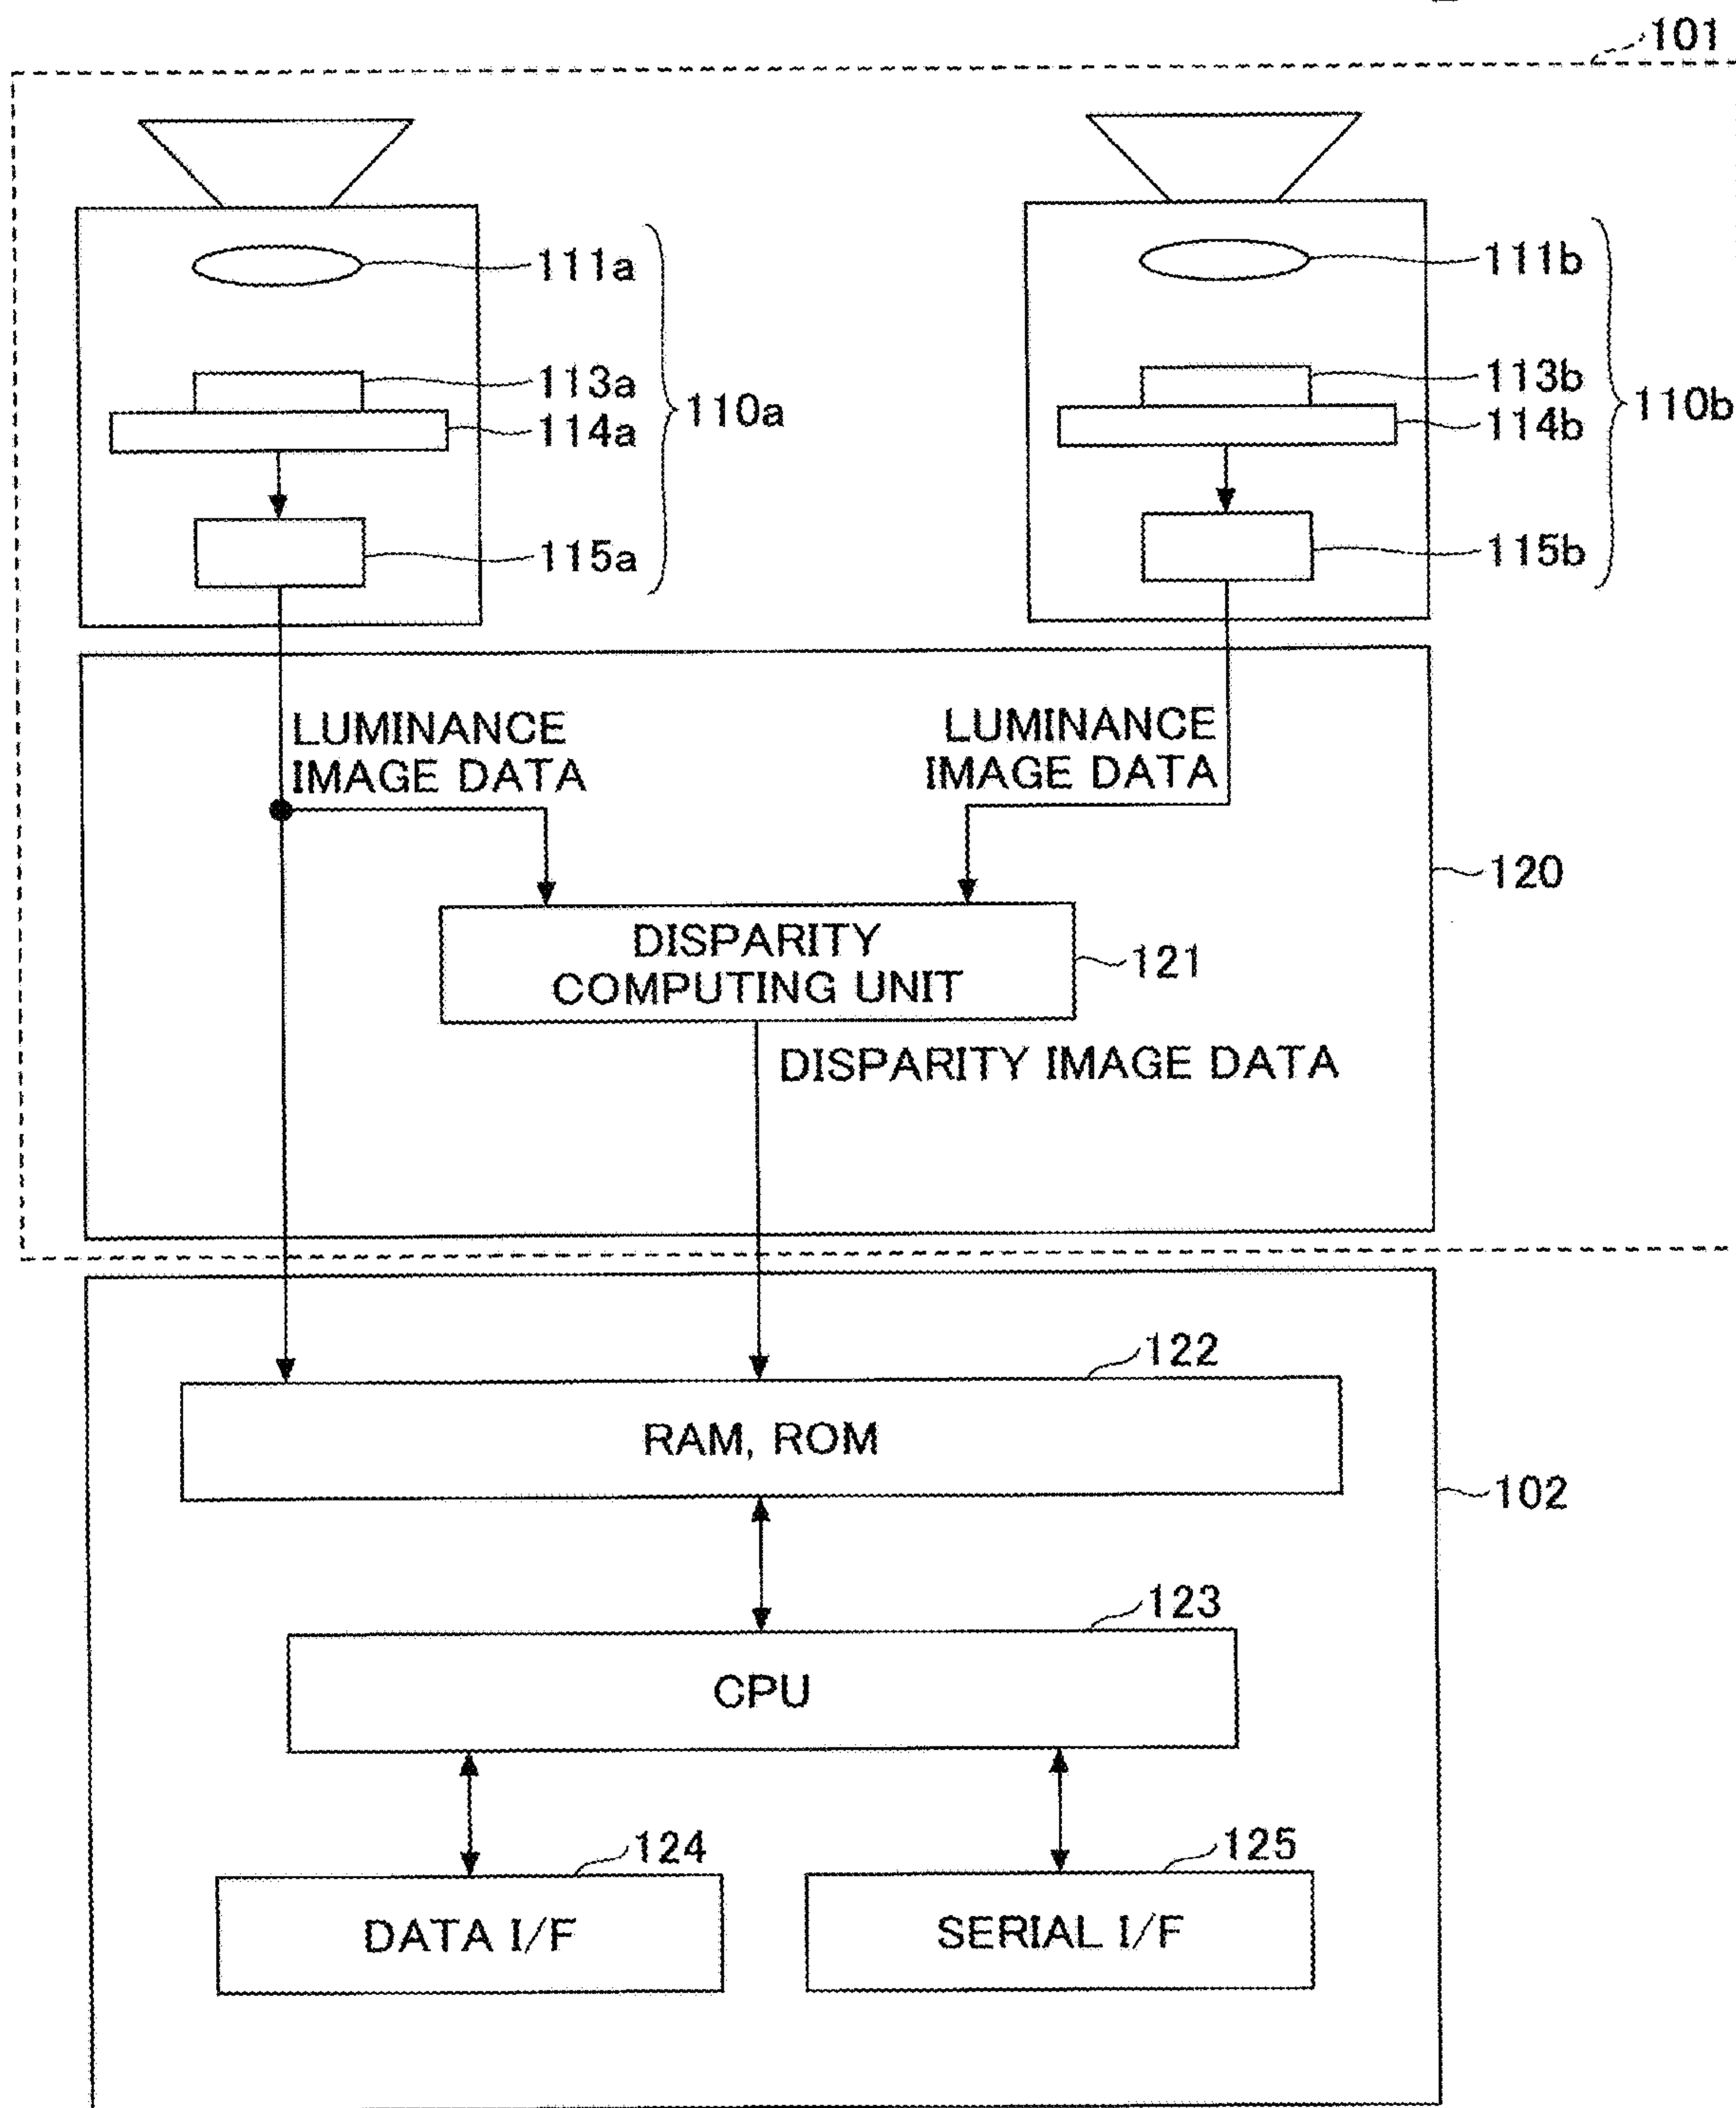 101
111a
111b
113a
113b
110a
110b
114a
114b
115a
115b
LUMINANCE
IMAGE DATA
LUMINANCE
IMAGE DATA
120
DISPARITY
COMPUTING UNIT
121
DISPARITY IMAGE DATA
122
RAM, ROM
102
123
CPU
124
125
DATA I/F
SERIAL I/F